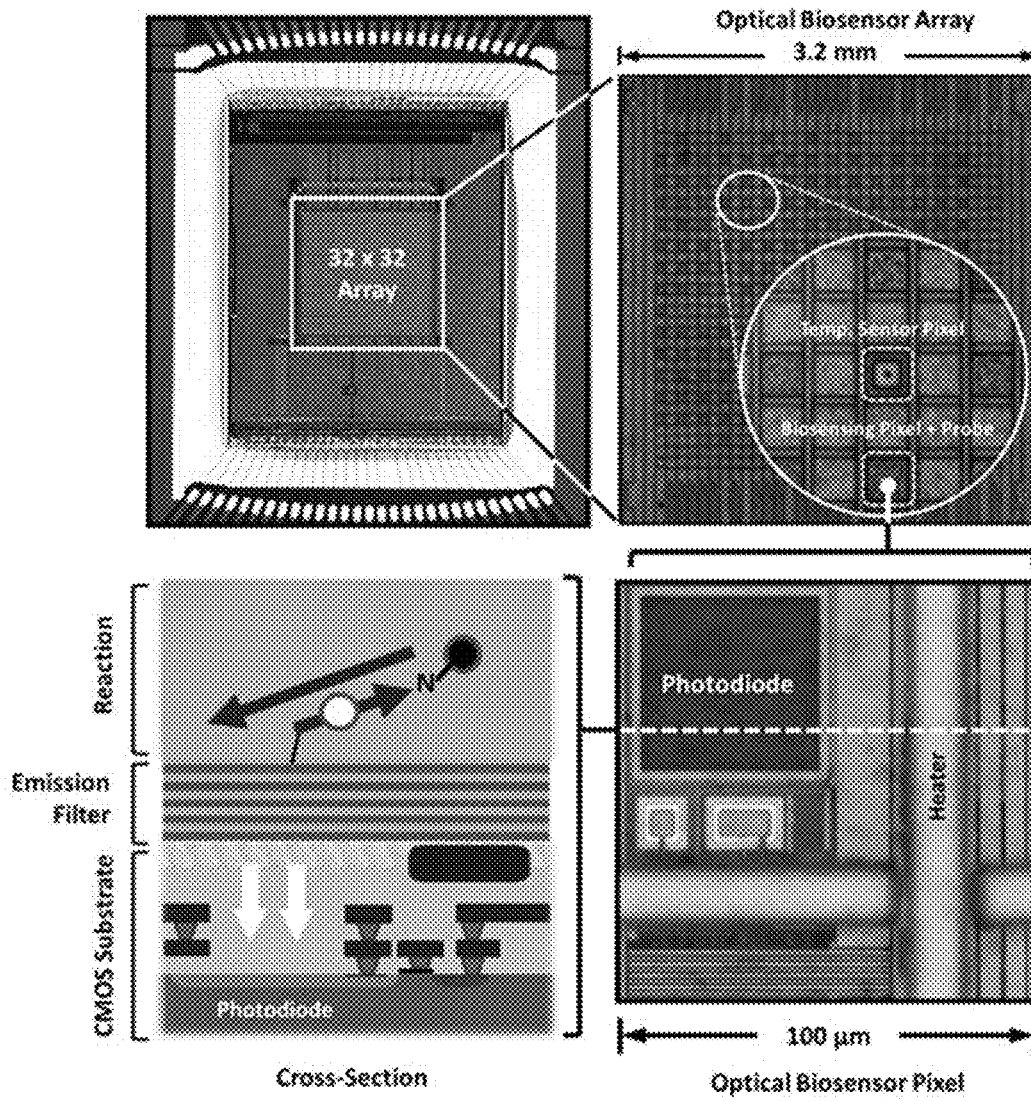 Optical Biosensor Array
3.2 mm
32 x 32
Array
Temp. Sensor Pixel
Biosensing Pixel + Probe
Reaction
Emission
Filter
CMOS Substrate
N
Photodiode
Cross-Section
Photodiode
Heater
100 µm
Optical Biosensor Pixel